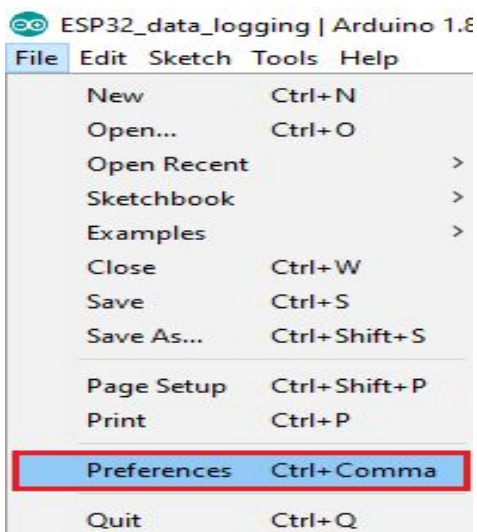 ESP32_data_logging | Arduino 1.8
File Edit Sketch Tools Help
New Ctrl+N
Open... Ctrl+O
Open Recent >
Sketchbook >
Examples >
Close Ctrl+W
Save Ctrl+S
Save As... Ctrl+Shift+S
Page Setup Ctrl+Shift+P
Print Ctrl+P
Preferences Ctrl+Comma
Quit Ctrl+Q